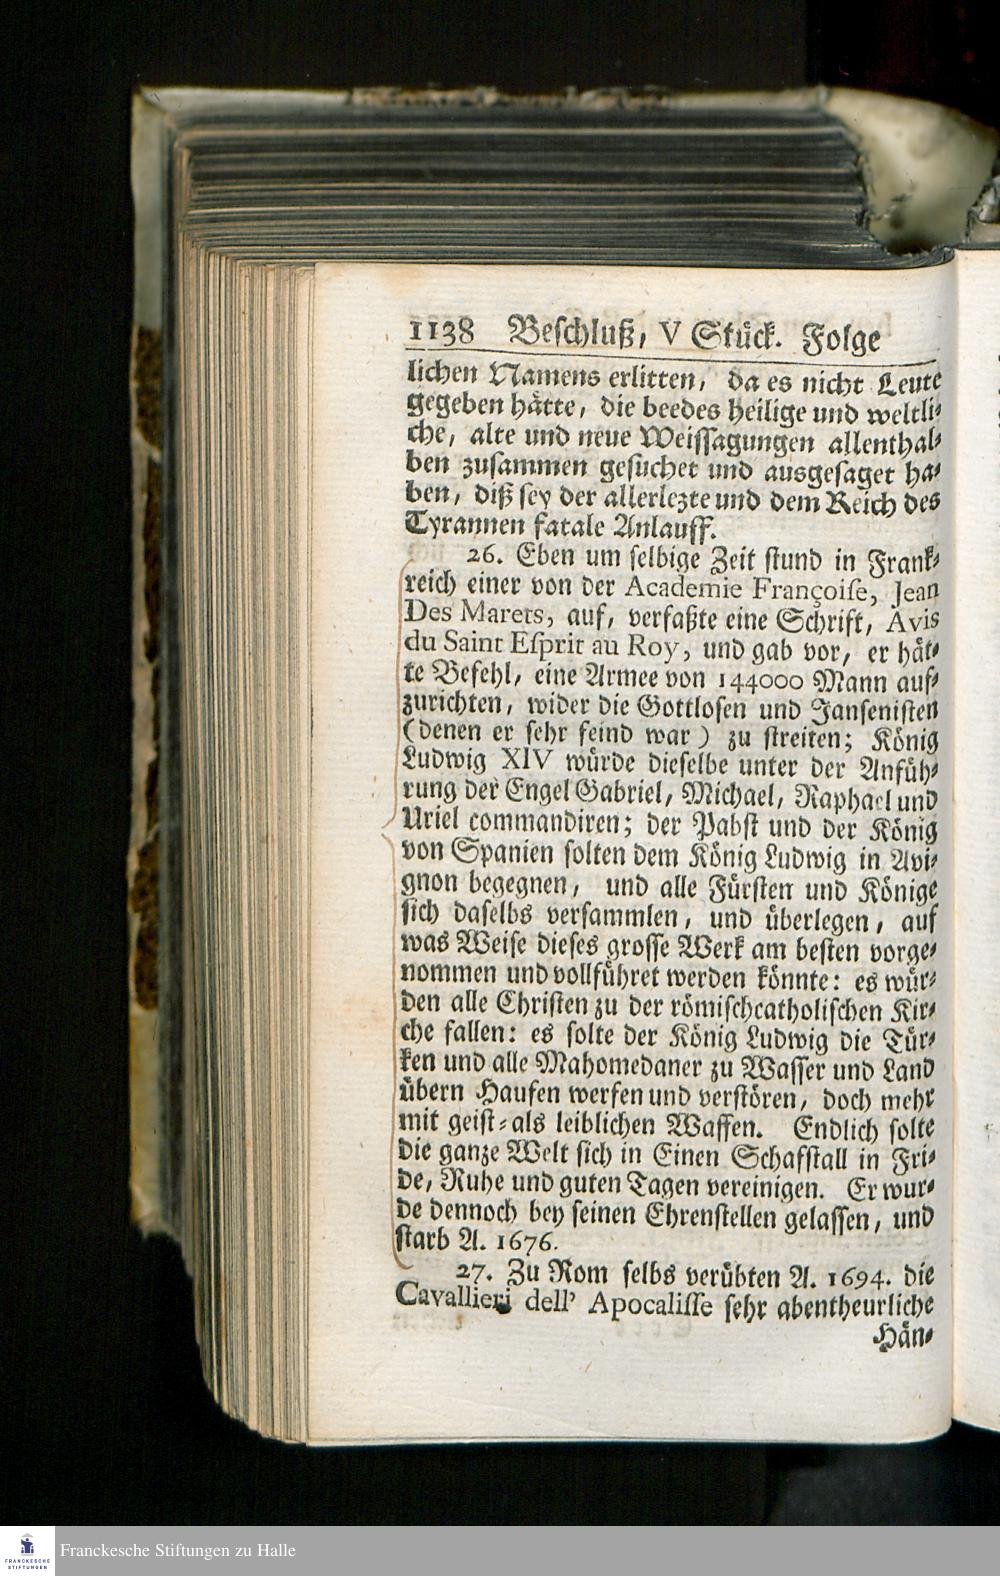 1138 Beschluß, V Stück. Folge
lichen Namens erlitten, da es nicht Leute
gegeben hätte, die beedes heilige und weltli⸗
che, alte und neue Weissagungen allenthal⸗
ben zusammen gesuchet und ausgesaget ha⸗
ben, diß sey der allerlezte und dem Reich des
Tyrannen fatale Anlauff.
26. Eben um selbige Zeit stund in Frank⸗
reich einer von der Academie Françoise, Jean
Des Marets, auf, verfaßte eine Schrift, Avis
du Saint Esprit au Roy, und gab vor, er hät⸗
te Befehl, eine Armee von 144000 Mann auf⸗
zurichten, wider die Gottlosen und Jansenisten
(denen er sehr feind war) zu streiten; König
Ludwig XIV würde dieselbe unter der Anfüh⸗
rung der Engel Gabriel, Michael, Raphael und
Uriel commandiren; der Pabst und der König
von Spanien solten dem König Ludwig in Avi⸗
gnon begegnen, und alle Fürsten und Könige
sich daselbs versammlen, und überlegen, auf
was Weise dieses grosse Werk am besten vorge⸗
nommen und vollführet werden könnte: es wür⸗
den alle Christen zu der römischcatholischen Kir⸗
che fallen: es solte der König Ludwig die Tür⸗
ken und alle Mahomedaner zu Wasser und Land
übern Haufen werfen und verstören, doch mehr
mit geist⸗als leiblichen Waffen. Endlich solte
die ganze Welt sich in Einen Schafstall in Fri⸗
de, Ruhe und guten Tagen vereinigen. Er wur⸗
de dennoch bey seinen Ehrenstellen gelassen, und
starb A. 1676.
27. Zu Rom selbs verübten A. 1694. die
Cavallieri dell' Apocalisse sehr abentheurliche
Hän⸗
FRANCKESCHE
STIFTUNGEN
Franckesche Stiftungen zu Halle